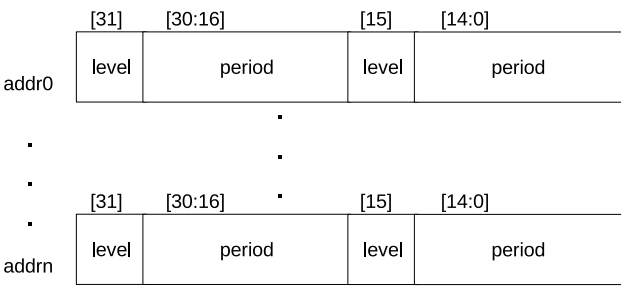 [31] [30:16] [15] [14:0]
level period level period
addr0
[31] [30:16] [15] [14:0]
level period level period
addrn